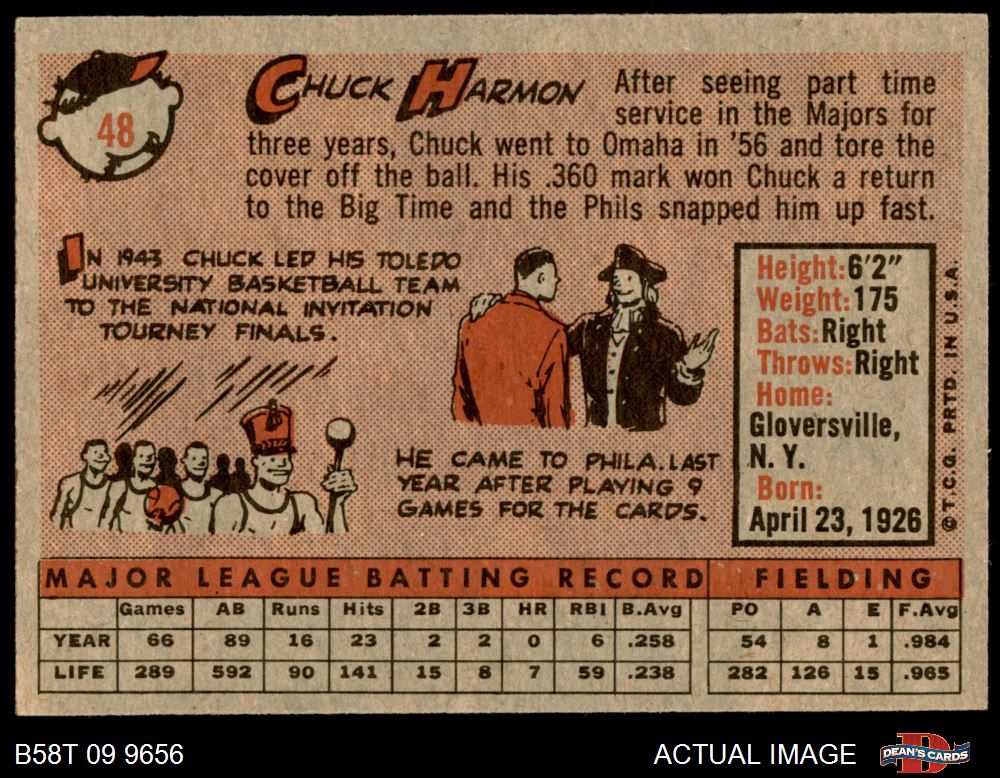 48
CHUCK HARMON
After seeing part time
service in the Majors for
three years, Chuck went to Omaha in '56 and tore the
cover off the ball. His .360 mark won Chuck a return
to the Big Time and the Phils snapped him up fast.
IN 1943 CHUCK LED HIS TOLEDO
UNIVERSITY BASKETBALL TEAM
TO THE NATIONAL INVITATION
TOURNEY FINALS.
HE CAME TO PHILA. LAST
YEAR AFTER PLAYING 9
GAMES FOR THE CARDS.
Height: 6'2"
Weight: 175
Bats: Right
Throws: Right
Home:
Gloversville,
N. Y.
Born:
April 23, 1926
© T.C.G. PRTD. IN U.S.A.
MAJOR LEAGUE BATTING RECORD FIELDING
Games AB Runs Hits 2B 3B HR RBI B.Avg PO A E F.Avg
YEAR 66 89 16 23 2 2 0 6 .258 54 8 1 .984
LIFE 289 592 90 141 15 8 7 59 .238 282 126 15 .965
B58T 09 9656 ACTUAL IMAGE DEAN'S CARDS